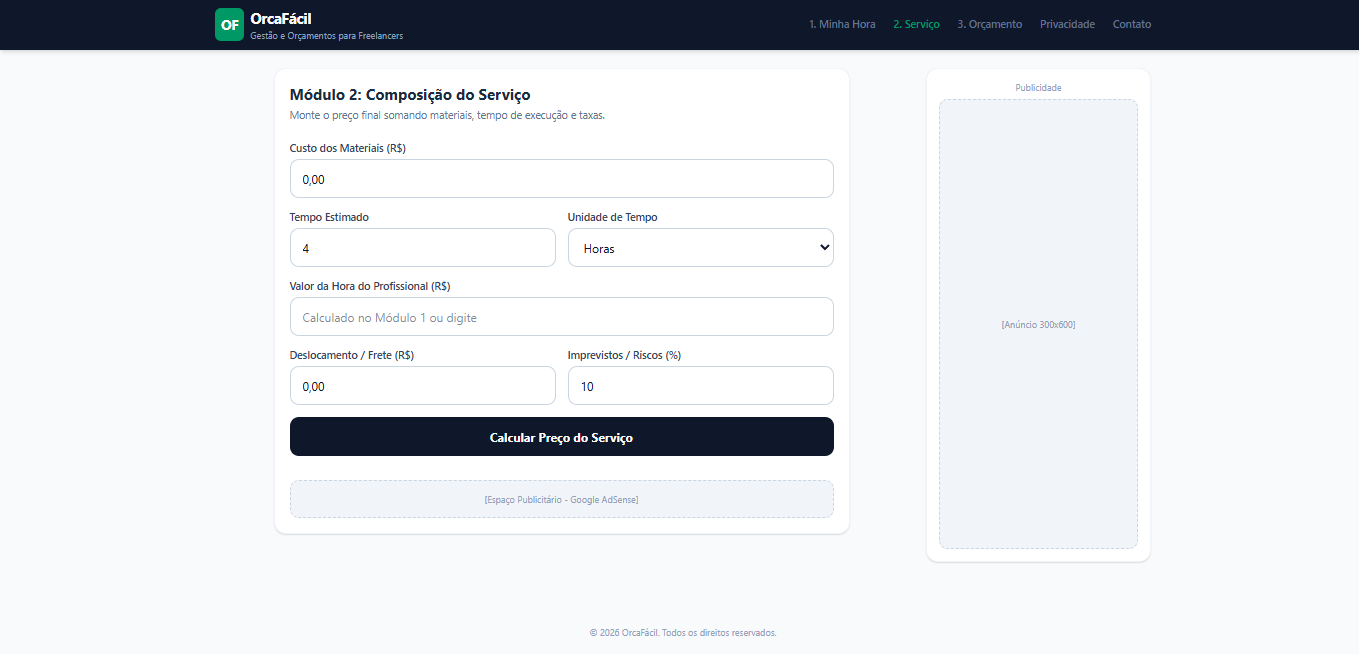 OF
OrcaFácil
Gestão e Orçamentos para Freelancers
1. Minha Hora
2. Serviço
3. Orçamento
Privacidade
Contato
Módulo 2: Composição do Serviço
Monte o preço final somando materiais, tempo de execução e taxas.
Custo dos Materiais (R$)
0,00
Tempo Estimado
Unidade de Tempo
4
Horas
Valor da Hora do Profissional (R$)
Calculado no Módulo 1 ou digite
Deslocamento / Frete (R$)
Imprevistos / Riscos (%)
0,00
10
Calcular Preço do Serviço
[Espaço Publicitário - Google AdSense]
Publicidade
[Anúncio 300x600]
© 2026 OrcaFácil. Todos os direitos reservados.